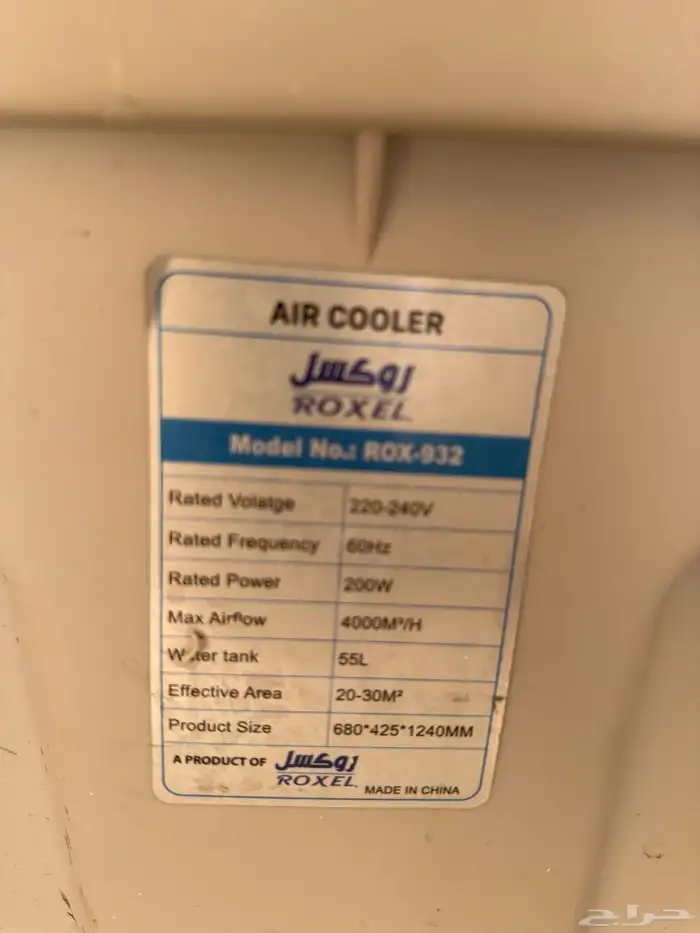 AIR COOLER
روكسل
ROXEL
Model No.: ROX-932
Rated Volatge 220-240V
Rated Frequency 60Hz
Rated Power 200W
Max Airflow 4000M³/H
Water tank 55L
Effective Area 20-30M²
Product Size 680*425*1240MM
A PRODUCT OF روكسل
ROXEL
MADE IN CHINA
حراج